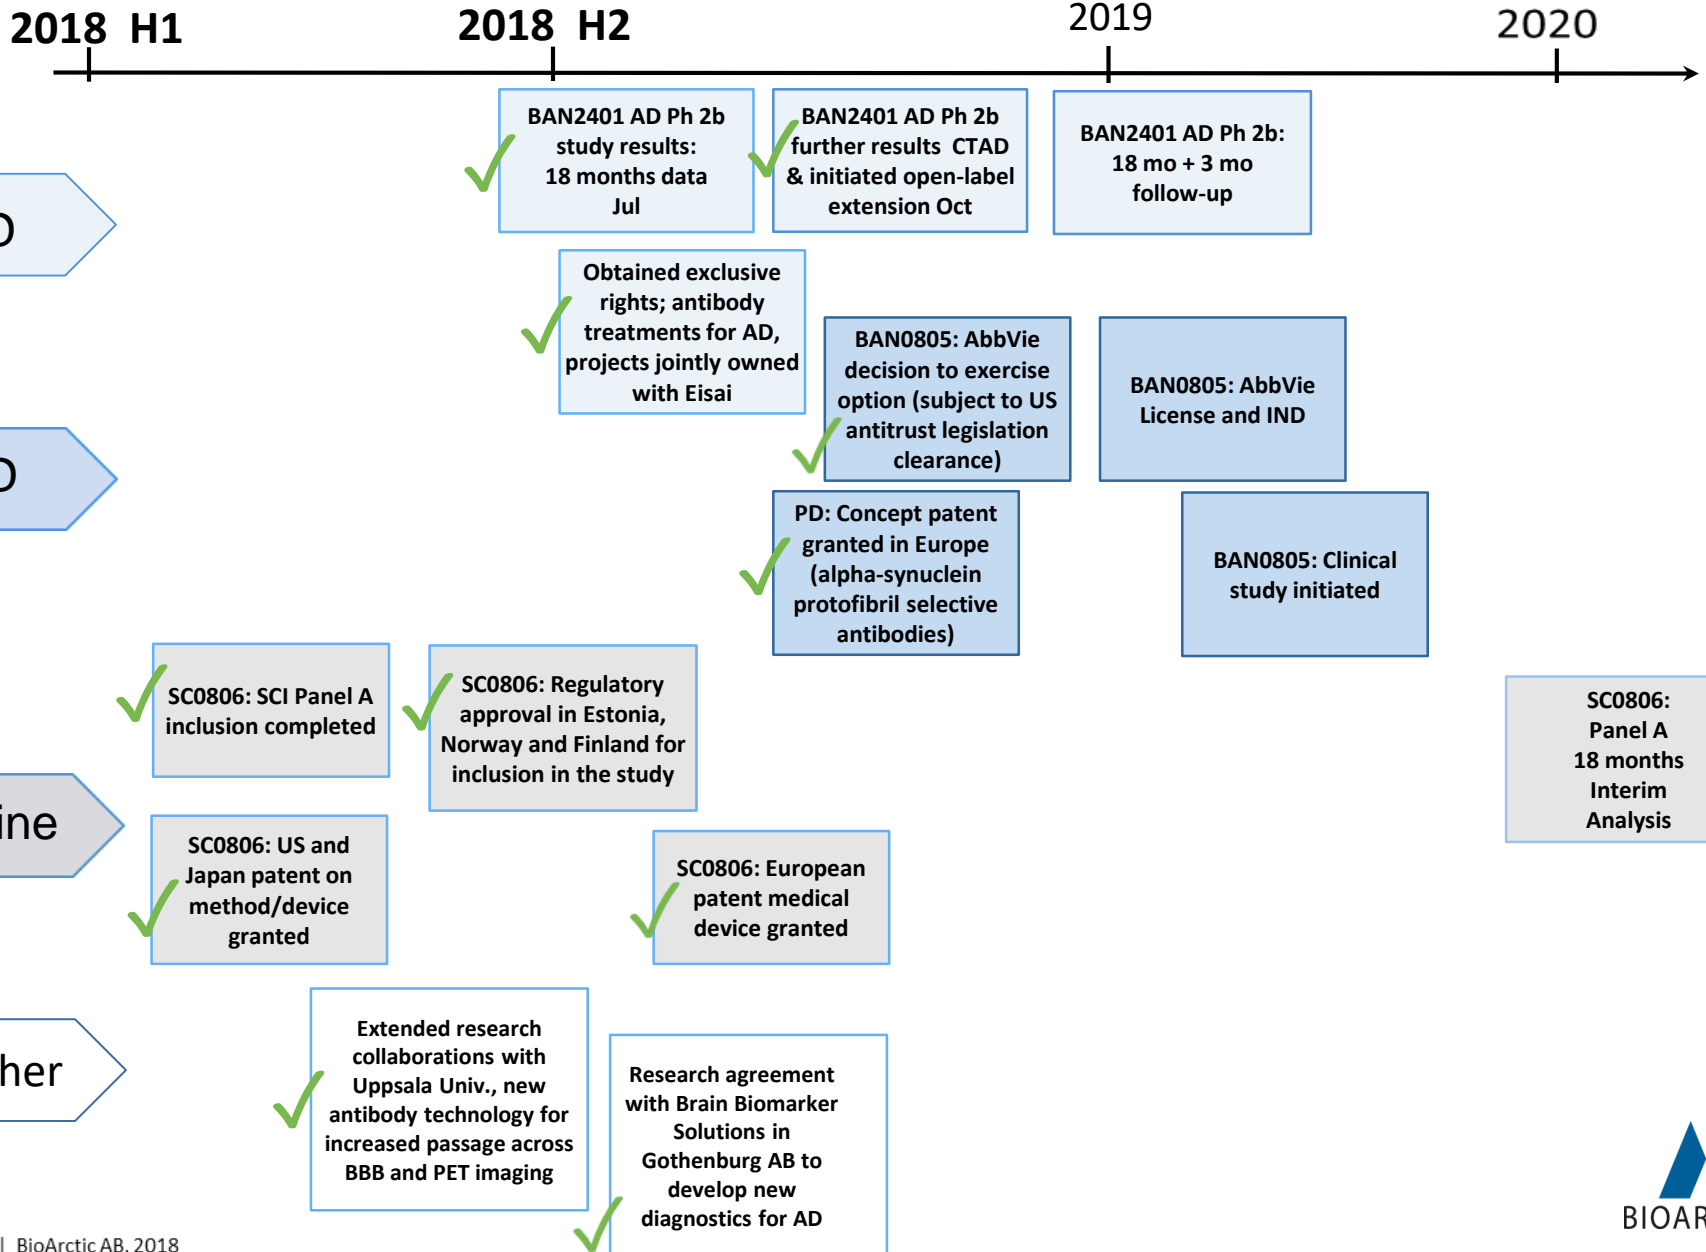 2018 H1
2018 H2
2019
2020
BAN2401 AD Ph 2b
study results:
18 months data
Jul
BAN2401 AD Ph 2b
further results CTAD
& initiated open-label
extension Oct
BAN2401 AD Ph 2b:
18 mo + 3 mo
follow-up
D
Obtained exclusive
rights; antibody
treatments for AD,
projects jointly owned
with Eisai
BAN0805: AbbVie
decision to exercise
option (subject to US
antitrust legislation
clearance)
BAN0805: AbbVie
License and IND
D
PD: Concept patent
granted in Europe
(alpha-synuclein
protofibril selective
antibodies)
BAN0805: Clinical
study initiated
SC0806: SCI Panel A
inclusion completed
SC0806: Regulatory
approval in Estonia,
Norway and Finland for
inclusion in the study
SC0806:
Panel A
18 months
Interim
Analysis
ine
SC0806: US and
Japan patent on
method/device
granted
SC0806: European
patent medical
device granted
her
Extended research
collaborations with
Uppsala Univ., new
antibody technology for
increased passage across
BBB and PET imaging
Research agreement
with Brain Biomarker
Solutions in
Gothenburg AB to
develop new
diagnostics for AD
BIOAR
| BioArctic AB, 2018